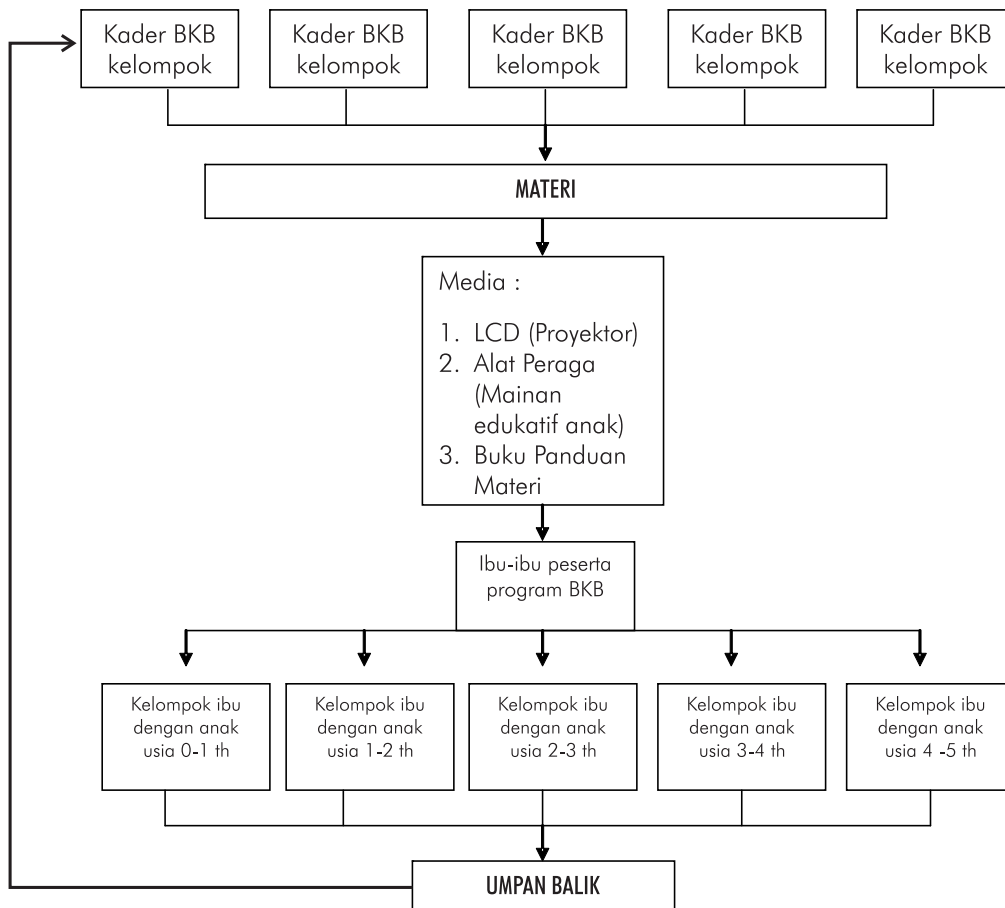 Kader BKB
kelompok
Kader BKB
kelompok
Kader BKB
kelompok
Kader BKB
kelompok
Kader BKB
kelompok
MATERI
Media :
1. LCD (Proyektor)
2. Alat Peraga
(Mainan
edukatif anak)
3. Buku Panduan
Materi
Ibu-ibu peserta
program BKB
Kelompok ibu
dengan anak
usia 0-1 th
Kelompok ibu
dengan anak
usia 1-2 th
Kelompok ibu
dengan anak
usia 2-3 th
Kelompok ibu
dengan anak
usia 3-4 th
Kelompok ibu
dengan anak
usia 4 -5 th
UMPAN BALIK